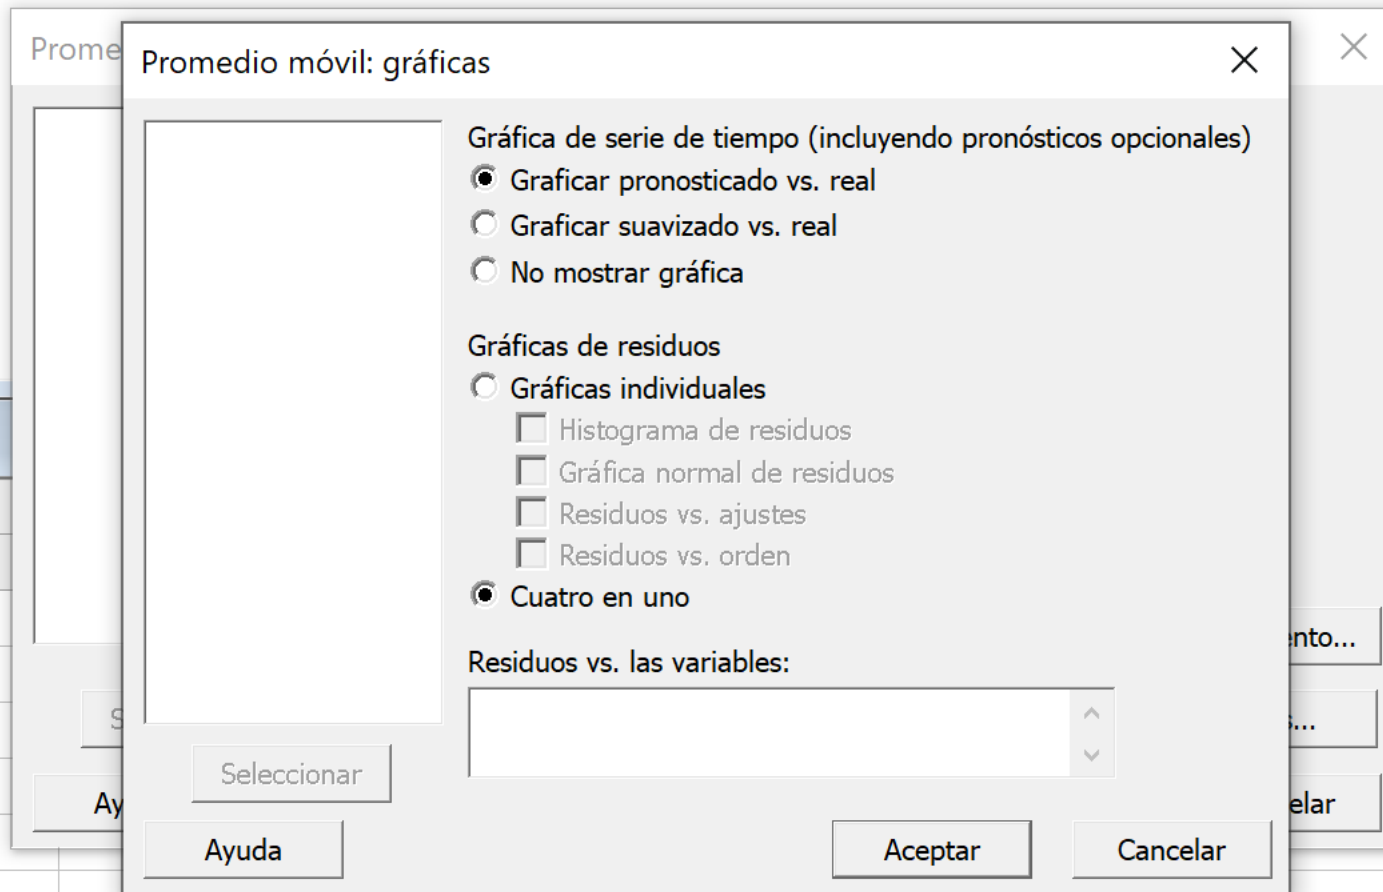 Prome
Promedio móvil: gráficas
Gráfica de serie de tiempo (incluyendo pronósticos opcionales)
Graficar pronosticado vs. real
Graficar suavizado vs. real
No mostrar gráfica
Gráficas de residuos
Gráficas individuales
Histograma de residuos
Gráfica normal de residuos
Residuos vs. ajustes
Residuos vs. orden
Cuatro en uno
ento...
Residuos vs. las variables:
S
s...
Seleccionar
Ay
elar
Ayuda
Aceptar
Cancelar